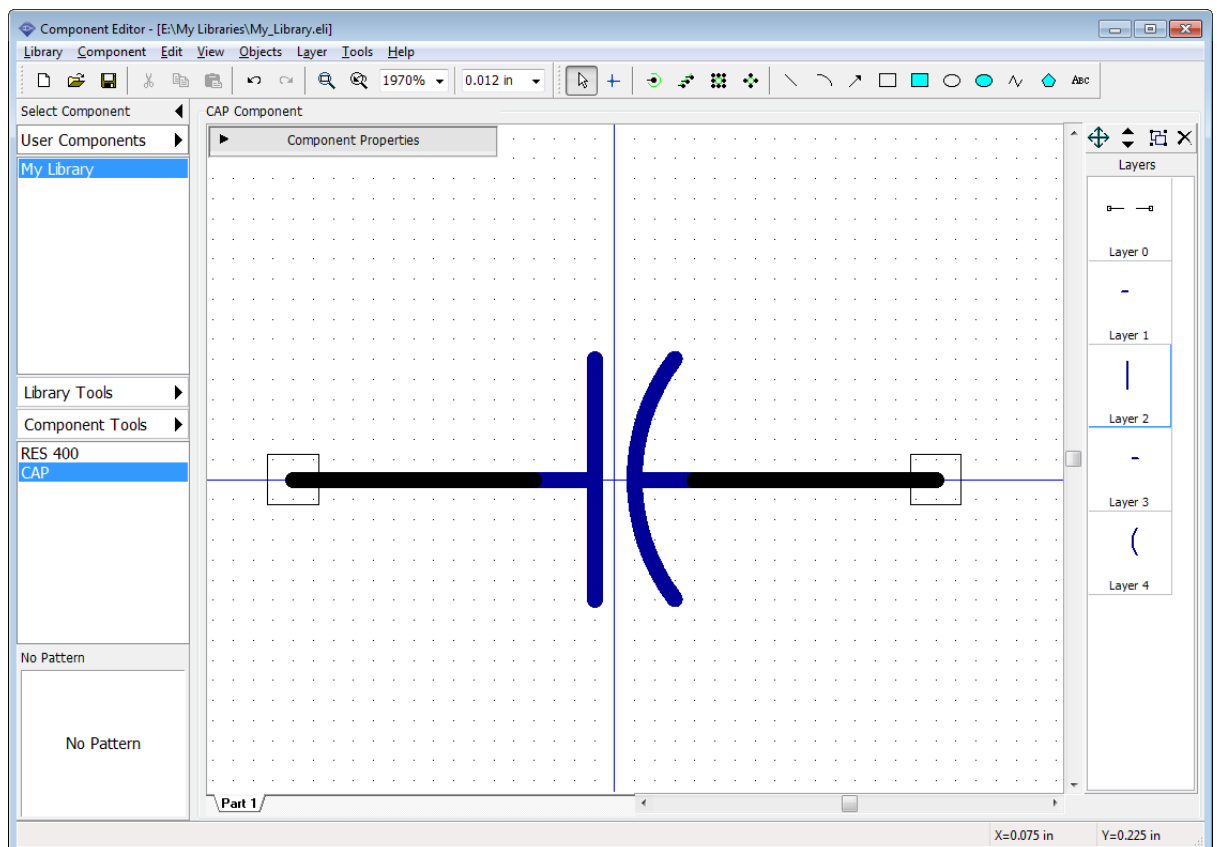 Component Editor - [E:\My Libraries\My_Library.eli]
Library Component Edit View Objects Layer Tools Help
1970% 0.012 in ABC
Select Component
CAP Component
User Components
Component Properties
My Library
Layers
Layer 0
Layer 1
Layer 2
Layer 3
Layer 4
Library Tools
Component Tools
RES 400
CAP
No Pattern
No Pattern
Part 1
X=0.075 in Y=0.225 in